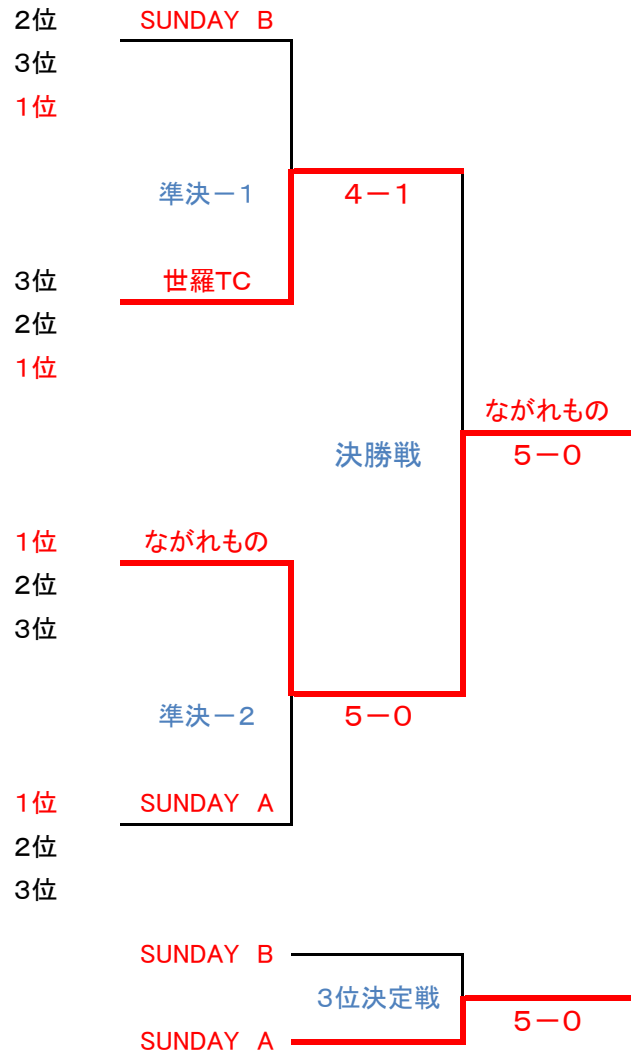 2位 SUNDAY B
3位
1位
準決－1 4－1
3位 世羅TC
2位
1位
ながれもの
決勝戦 5－0
1位 ながれもの
2位
3位
準決－2 5－0
1位 SUNDAY A
2位
3位
SUNDAY B
3位決定戦
5－0
SUNDAY A